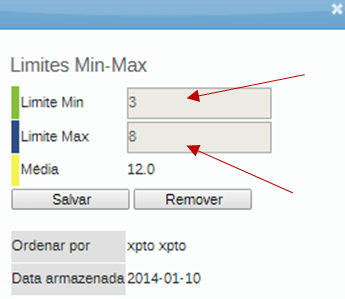 Limites Min-Max
Limite Min 3
Limite Max 8
Média 12.0
Salvar Remover
Ordenar por xpto xpto
Data armazenada 2014-01-10